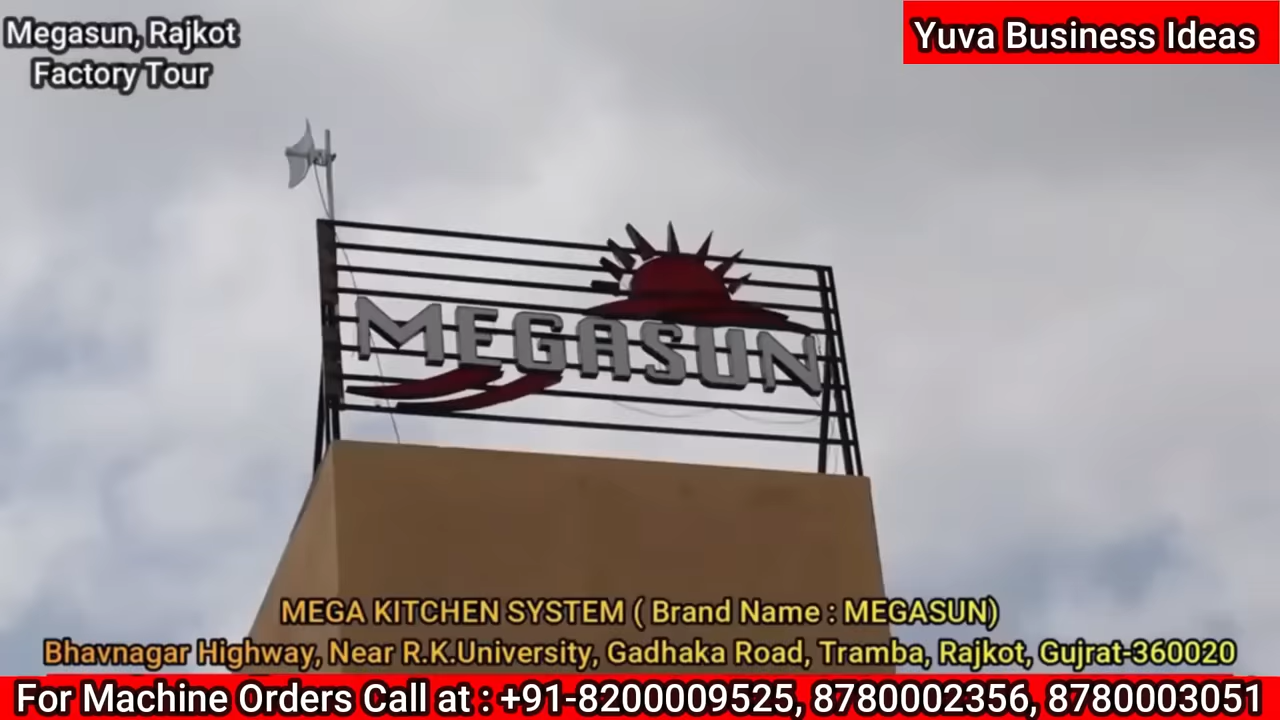 Megasun, Rajkot
Factory Tour
Yuva Business Ideas
MEGASUN
MEGA KITCHEN SYSTEM ( Brand Name : MEGASUN)
Bhavnagar Highway, Near R.K.University, Gadhaka Road, Tramba, Rajkot, Gujrat-360020
For Machine Orders Call at : +91-8200009525, 8780002356, 8780003051